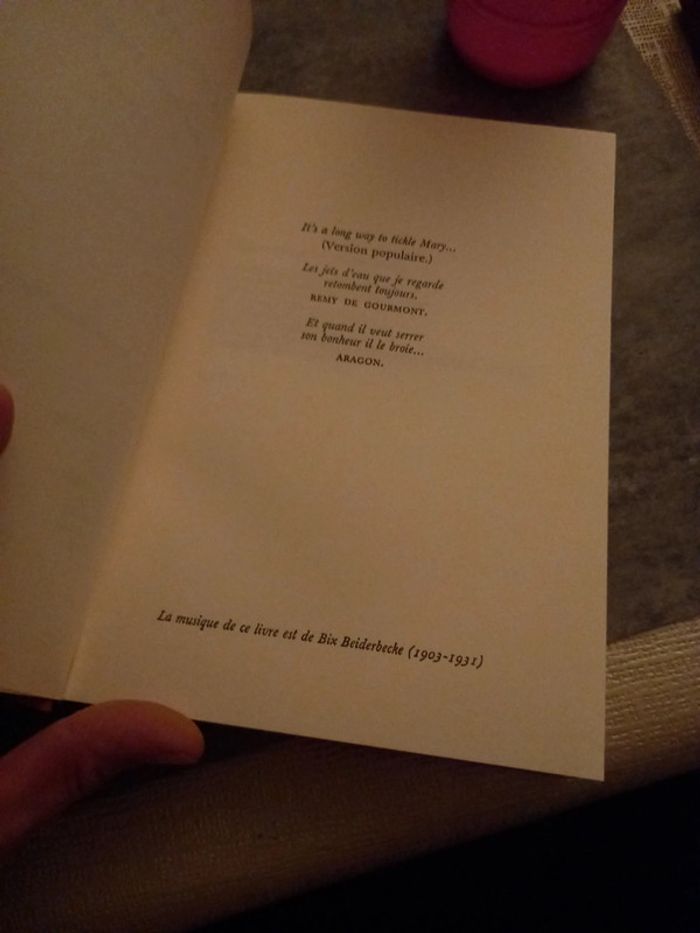 It's a long way to tickle Mary...
(Version populaire.)
Les jets d'eau que je regarde
retombent toujours.
REMY DE GOURMONT.
Et quand il veut serrer
son bonheur il le broie...
ARAGON.
La musique de ce livre est de Bix Beiderbecke (1903-1931)